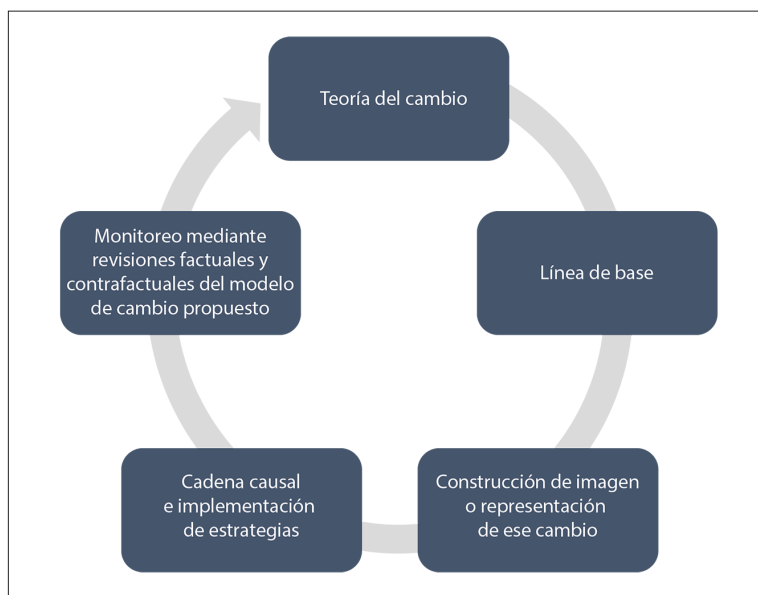 Teoría del cambio
Línea de base
Construcción de imagen
o representación
de ese cambio
Cadena causal
e implementación
de estrategias
Monitoreo mediante
revisiones factuales y
contrafactuales del modelo
de cambio propuesto